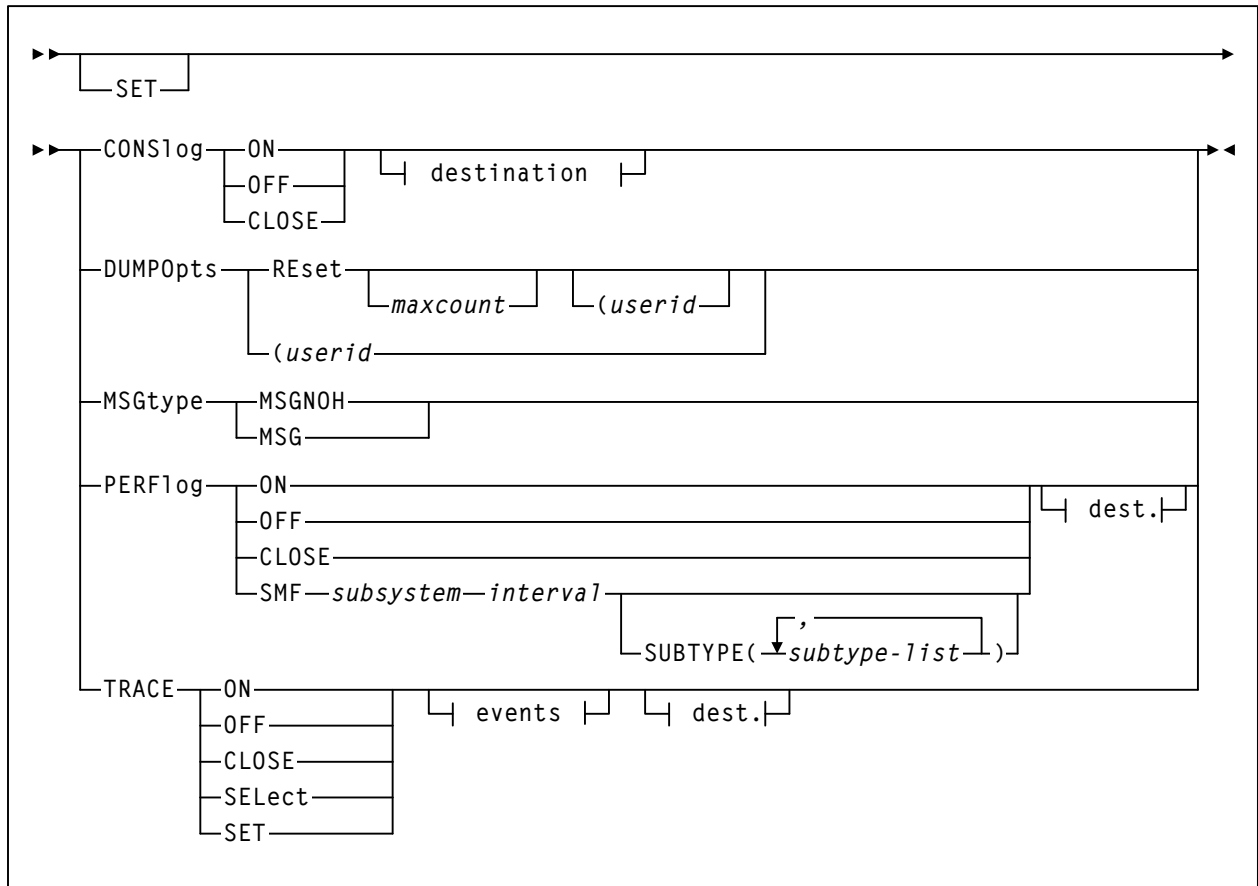 SET
CONSlog ON
destination
OFF
CLOSE
DUMPOpts REset
maxcount (userid
(userid
MSGtype MSGNOH
MSG
PERFlog ON
dest.
OFF
CLOSE
SMF subsystem interval
,
SUBTYPE( subtype-list )
TRACE ON
events dest.
OFF
CLOSE
SELect
SET